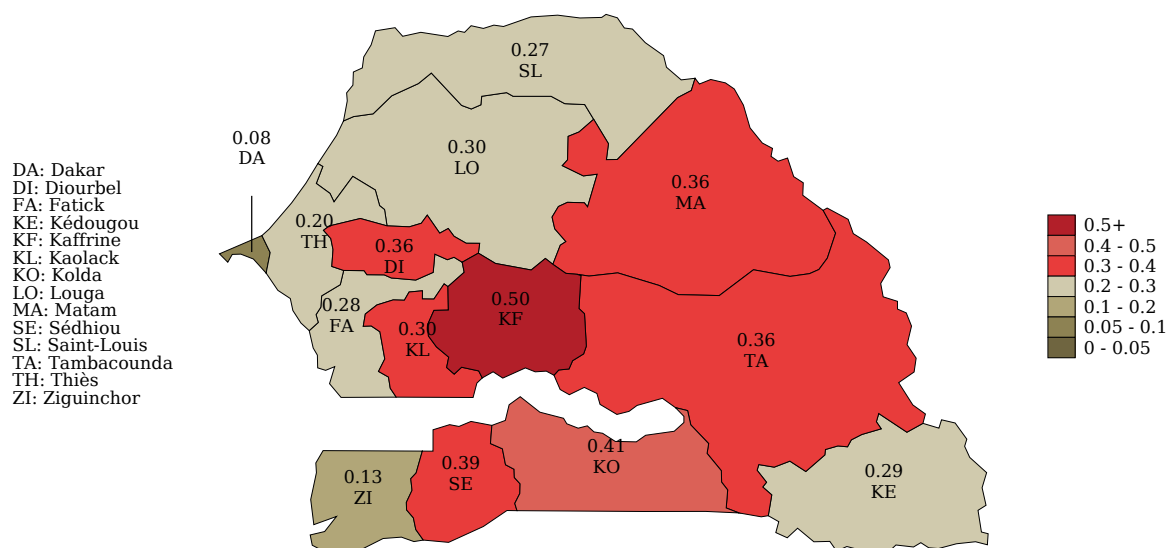 0.27
SL
0.08
DA
0.30
LO
DA: Dakar
DI: Diourbel
FA: Fatick
KE: Kédougou
KF: Kaffrine
KL: Kaolack
KO: Kolda
LO: Louga
MA: Matam
SE: Sédhiou
SL: Saint-Louis
TA: Tambacounda
TH: Thiès
ZI: Ziguinchor
0.36
MA
0.20
TH
0.36
DI
0.5+
0.4 - 0.5
0.3 - 0.4
0.2 - 0.3
0.1 - 0.2
0.05 - 0.1
0 - 0.05
0.28
FA
0.30
KL
0.50
KF
0.36
TA
0.13
ZI
0.39
SE
0.41
KO
0.29
KE